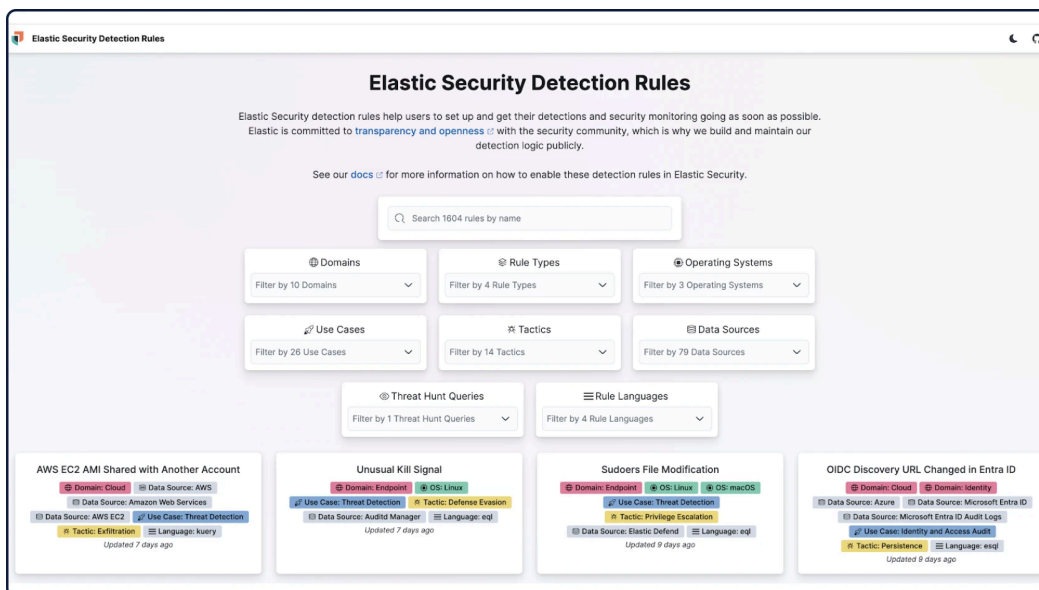 Elastic Security Detection Rules
Elastic Security Detection Rules
Elastic Security detection rules help users to set up and get their detections and security monitoring going as soon as possible.
Elastic is committed to transparency and openness with the security community, which is why we build and maintain our
detection logic publicly.
See our docs for more information on how to enable these detection rules in Elastic Security.
Search 1604 rules by name
Domains
Rule Types
Operating Systems
Filter by 10 Domains
Filter by 4 Rule Types
Filter by 3 Operating Systems
Use Cases
Tactics
Data Sources
Filter by 26 Use Cases
Filter by 14 Tactics
Filter by 79 Data Sources
Threat Hunt Queries
Rule Languages
Filter by 1 Threat Hunt Queries
Filter by 4 Rule Languages
AWS EC2 AMI Shared with Another Account
Domain: Cloud Data Source: AWS
Data Source: Amazon Web Services
Data Source: AWS EC2 Use Case: Threat Detection
Tactic: Exfiltration Language: kuery
Updated 7 days ago
Unusual Kill Signal
Domain: Endpoint OS: Linux
Use Case: Threat Detection Tactic: Defense Evasion
Data Source: Auditd Manager Language: eql
Updated 7 days ago
Sudoers File Modification
Domain: Endpoint OS: Linux OS: macOS
Use Case: Threat Detection
Tactic: Privilege Escalation
Data Source: Elastic Defend Language: eql
Updated 9 days ago
OIDC Discovery URL Changed in Entra ID
Domain: Cloud Domain: Identity
Data Source: Azure Data Source: Microsoft Entra ID
Data Source: Microsoft Entra ID Audit Logs
Use Case: Identity and Access Audit
Tactic: Persistence Language: esql
Updated 9 days ago